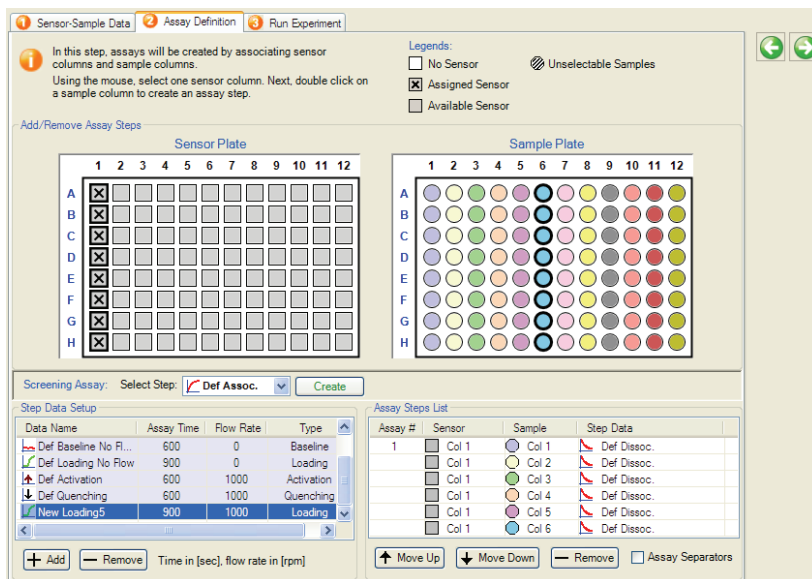 1 Sensor-Sample Data 2 Assay Definition 3 Run Experiment
In this step, assays will be created by associating sensor
columns and sample columns.
Using the mouse, select one sensor column. Next, double click on
a sample column to create an assay step.
Legends:
No Sensor Unselectable Samples
Assigned Sensor
Available Sensor
Add/Remove Assay Steps
Sensor Plate Sample Plate
1 2 3 4 5 6 7 8 9 10 11 12 1 2 3 4 5 6 7 8 9 10 11 12
A A
B B
C C
D D
E E
F F
G G
H H
Screening Assay: Select Step: Def Assoc. Create
Step Data Setup
Data Name Assay Time Flow Rate Type
Def Baseline No Fl... 600 0 Baseline
Def Loading No Flow 900 0 Loading
Def Activation 600 1000 Activation
Def Quenching 600 1000 Quenching
New Loading5 900 1000 Loading
Add Remove Time in [sec], flow rate in [rpm]
Assay Steps List
Assay # Sensor Sample Step Data
1 Col 1 Col 1 Def Dissoc.
Col 1 Col 2 Def Dissoc.
Col 1 Col 3 Def Dissoc.
Col 1 Col 4 Def Dissoc.
Col 1 Col 5 Def Dissoc.
Col 1 Col 6 Def Dissoc.
Move Up Move Down Remove Assay Separators